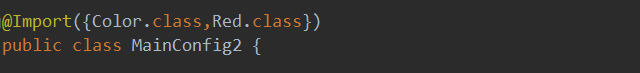 @Import({Color.class,Red.class})
public class MainConfig2 {